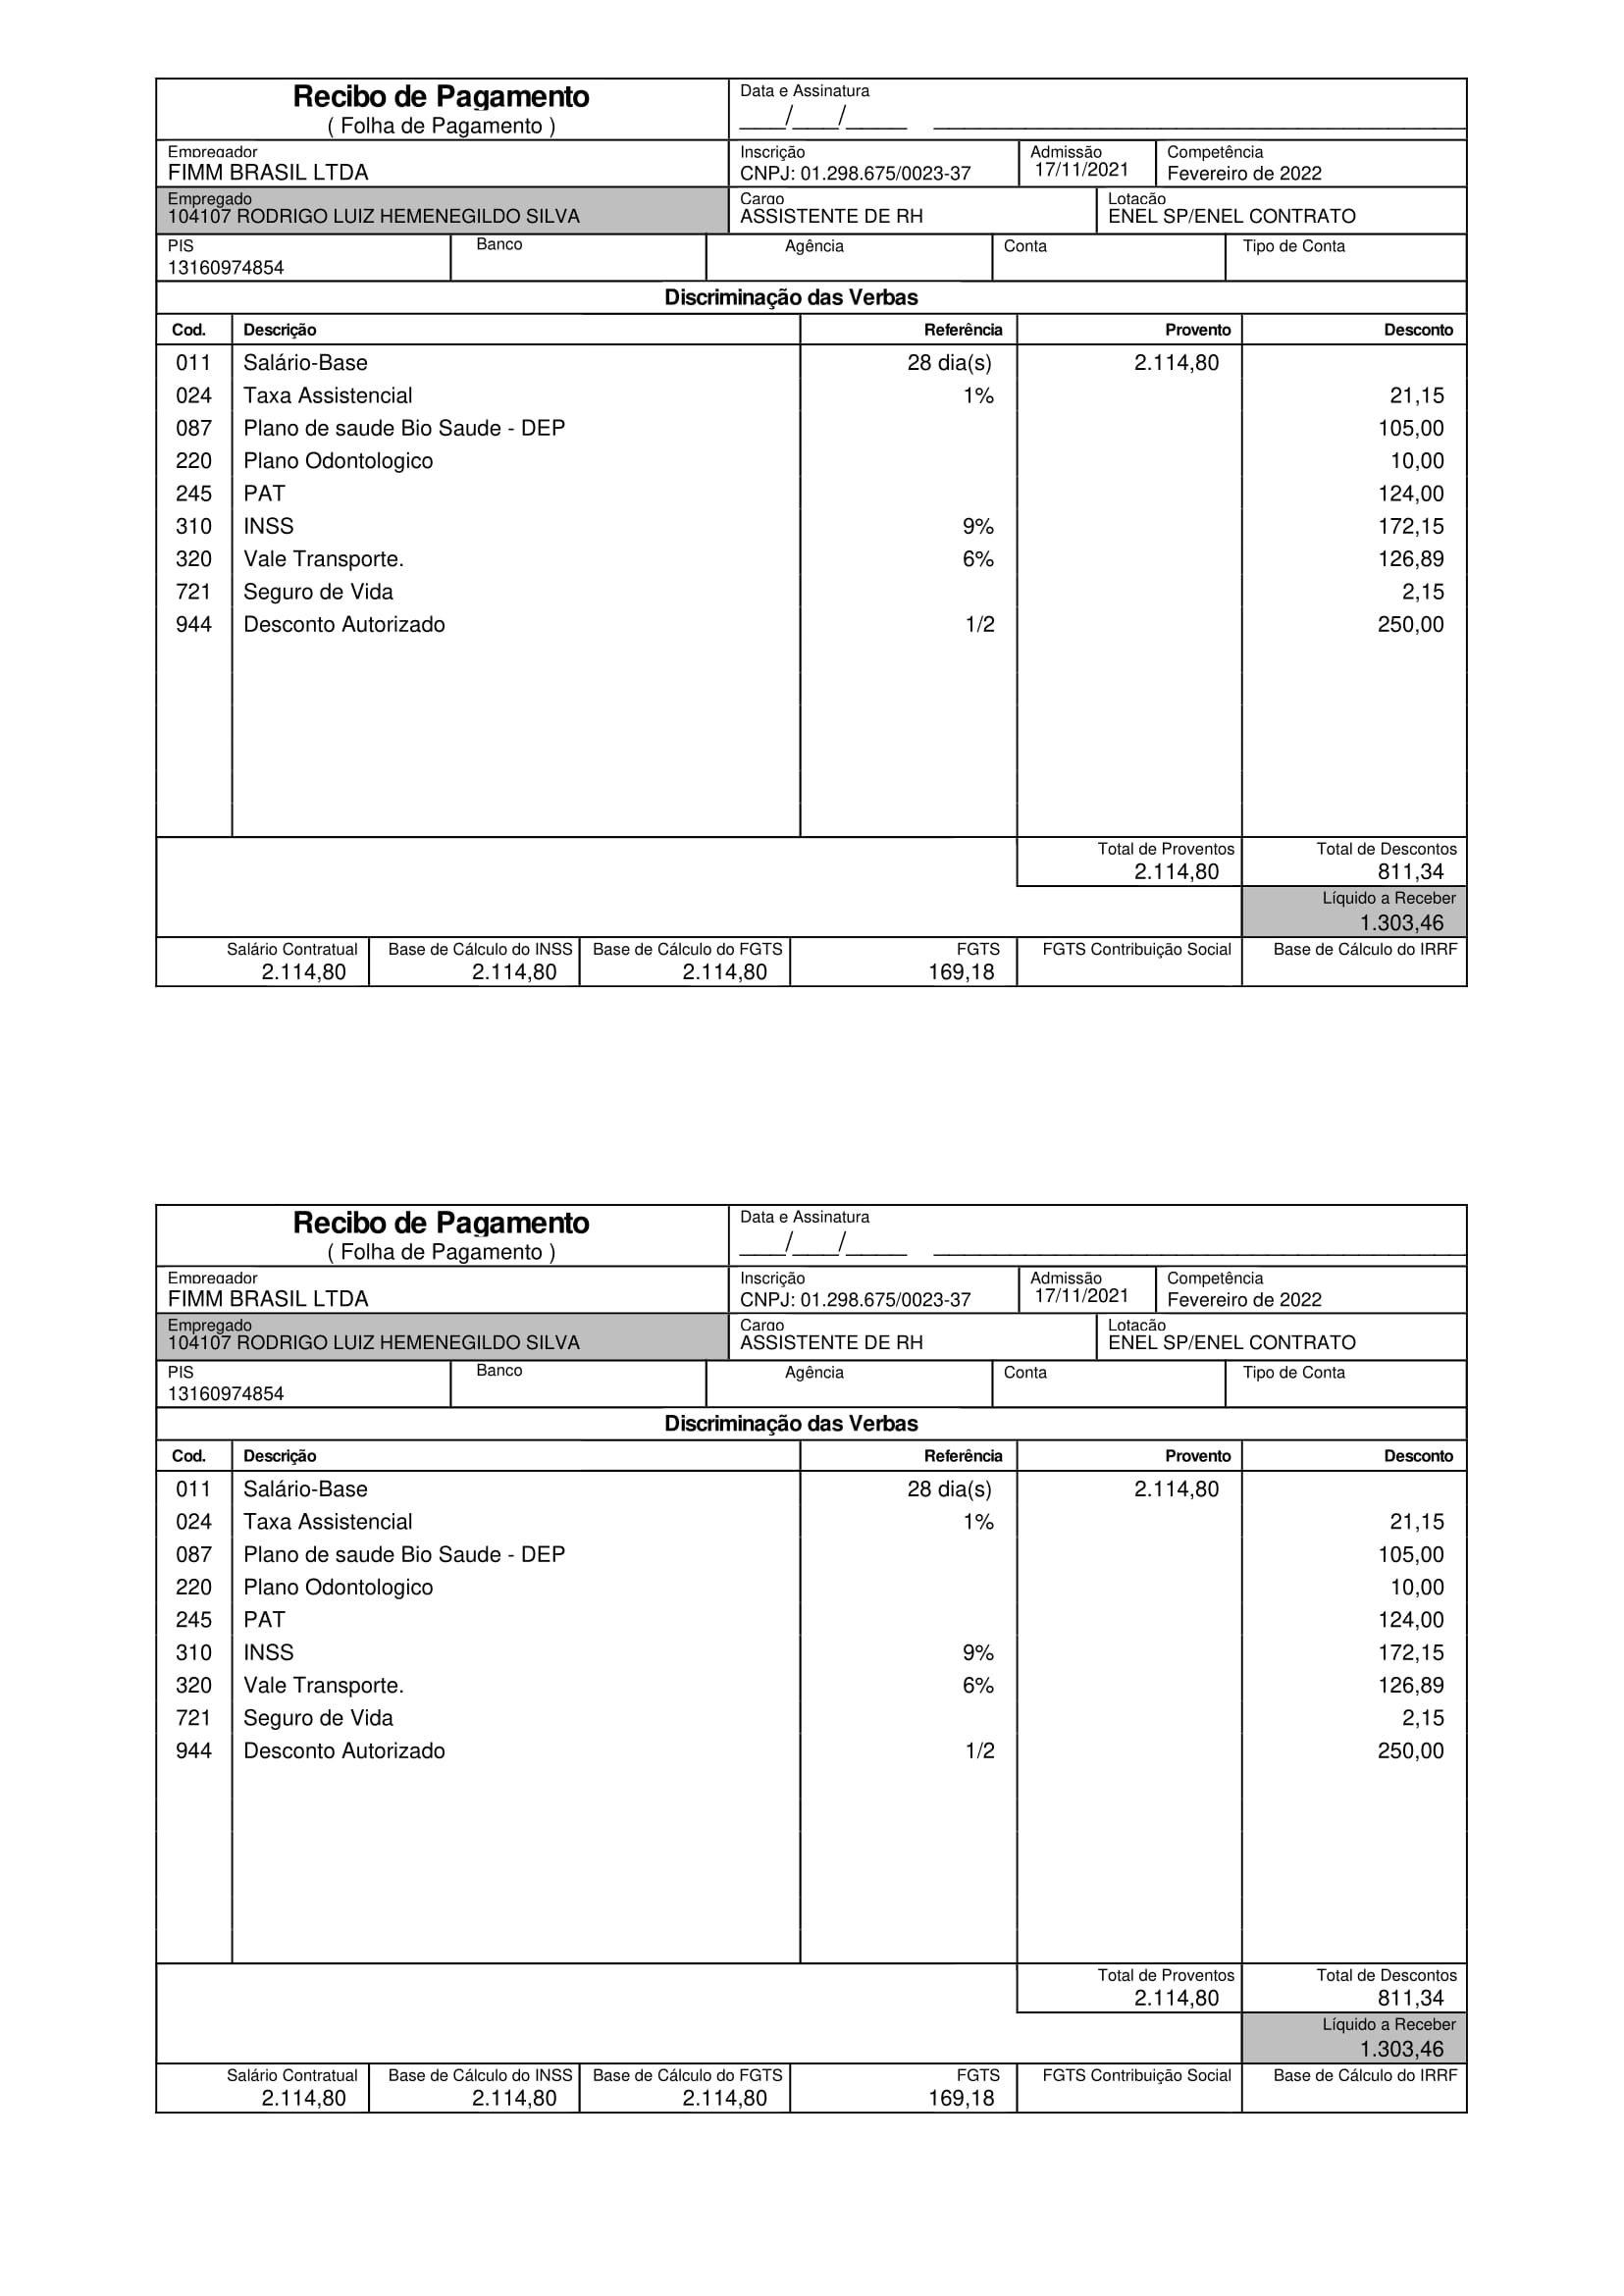 Recibo de Pagamento
( Folha de Pagamento )
Data e Assinatura
___/___/____ ____________________
Empregador
FIMM BRASIL LTDA
Inscrição
CNPJ: 01.298.675/0023-37
Admissão
17/11/2021
Competência
Fevereiro de 2022
Empregado
104107 RODRIGO LUIZ HEMENEGILDO SILVA
Cargo
ASSISTENTE DE RH
Lotação
ENEL SP/ENEL CONTRATO
PIS
13160974854
Banco
Agência
Conta
Tipo de Conta
Discriminação das Verbas
Cod. Descrição Referência Provento Desconto
011 Salário-Base 28 dia(s) 2.114,80
024 Taxa Assistencial 1% 21,15
087 Plano de saude Bio Saude - DEP 105,00
220 Plano Odontologico 10,00
245 PAT 124,00
310 INSS 9% 172,15
320 Vale Transporte. 6% 126,89
721 Seguro de Vida 2,15
944 Desconto Autorizado 1/2 250,00
Total de Proventos Total de Descontos
2.114,80 811,34
Líquido a Receber
1.303,46
Salário Contratual Base de Cálculo do INSS Base de Cálculo do FGTS FGTS FGTS Contribuição Social Base de Cálculo do IRRF
2.114,80 2.114,80 2.114,80 169,18
Recibo de Pagamento
( Folha de Pagamento )
Data e Assinatura
___/___/____ ____________________
Empregador
FIMM BRASIL LTDA
Inscrição
CNPJ: 01.298.675/0023-37
Admissão
17/11/2021
Competência
Fevereiro de 2022
Empregado
104107 RODRIGO LUIZ HEMENEGILDO SILVA
Cargo
ASSISTENTE DE RH
Lotação
ENEL SP/ENEL CONTRATO
PIS
13160974854
Banco
Agência
Conta
Tipo de Conta
Discriminação das Verbas
Cod. Descrição Referência Provento Desconto
011 Salário-Base 28 dia(s) 2.114,80
024 Taxa Assistencial 1% 21,15
087 Plano de saude Bio Saude - DEP 105,00
220 Plano Odontologico 10,00
245 PAT 124,00
310 INSS 9% 172,15
320 Vale Transporte. 6% 126,89
721 Seguro de Vida 2,15
944 Desconto Autorizado 1/2 250,00
Total de Proventos Total de Descontos
2.114,80 811,34
Líquido a Receber
1.303,46
Salário Contratual Base de Cálculo do INSS Base de Cálculo do FGTS FGTS FGTS Contribuição Social Base de Cálculo do IRRF
2.114,80 2.114,80 2.114,80 169,18